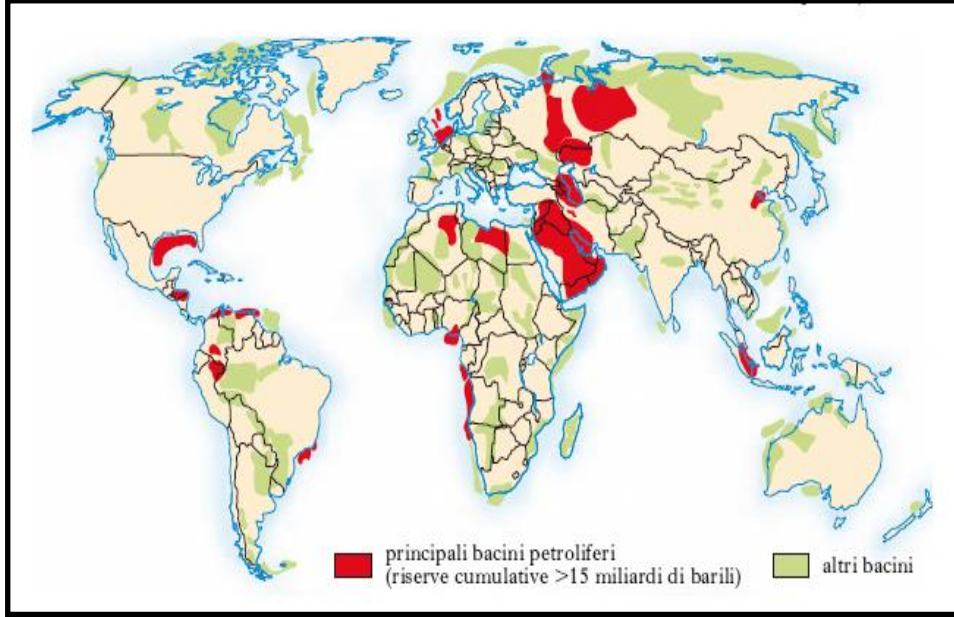 principali bacini petroliferi
(riserve cumulative >15 miliardi di barili)
altri bacini